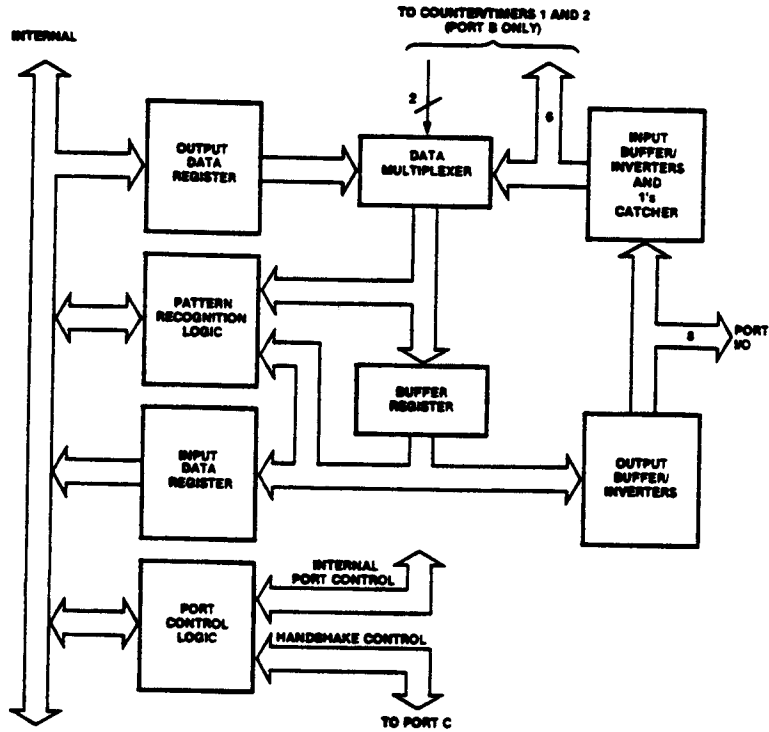 TO COUNTER/TIMERS 1 AND 2
(PORT B ONLY)
INTERNAL
2
6
OUTPUT
DATA
REGISTER
DATA
MULTIPLEXER
INPUT
BUFFER/
INVERTERS
AND
1's
CATCHER
PATTERN
RECOGNITION
LOGIC
8
PORT
I/O
BUFFER
REGISTER
INPUT
DATA
REGISTER
OUTPUT
BUFFER/
INVERTERS
INTERNAL
PORT CONTROL
PORT
CONTROL
LOGIC
HANDSHAKE CONTROL
TO PORT C